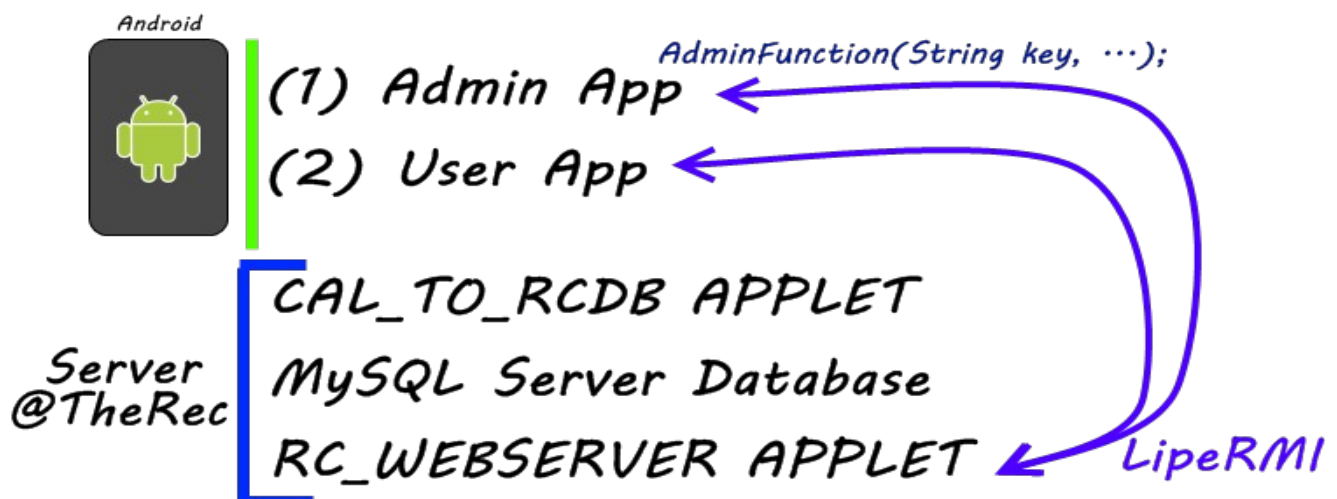 Android
AdminFunction(String key, ...);
(1) Admin App
(2) User App
CAL_TO_RCDB APPLET
Server
@TheRec
MySQL Server Database
RC_WEBSERVER APPLET
LipeRMI